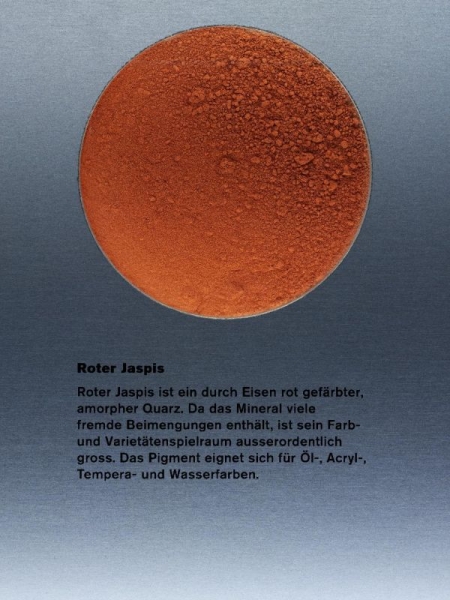 Roter Jaspis
Roter Jaspis ist ein durch Eisen rot gefärbter,
amorpher Quarz. Da das Mineral viele
fremde Beimengungen enthält, ist sein Farb-
und Varietätenspielraum ausserordentlich
gross. Das Pigment eignet sich für Öl-, Acryl-,
Tempera- und Wasserfarben.